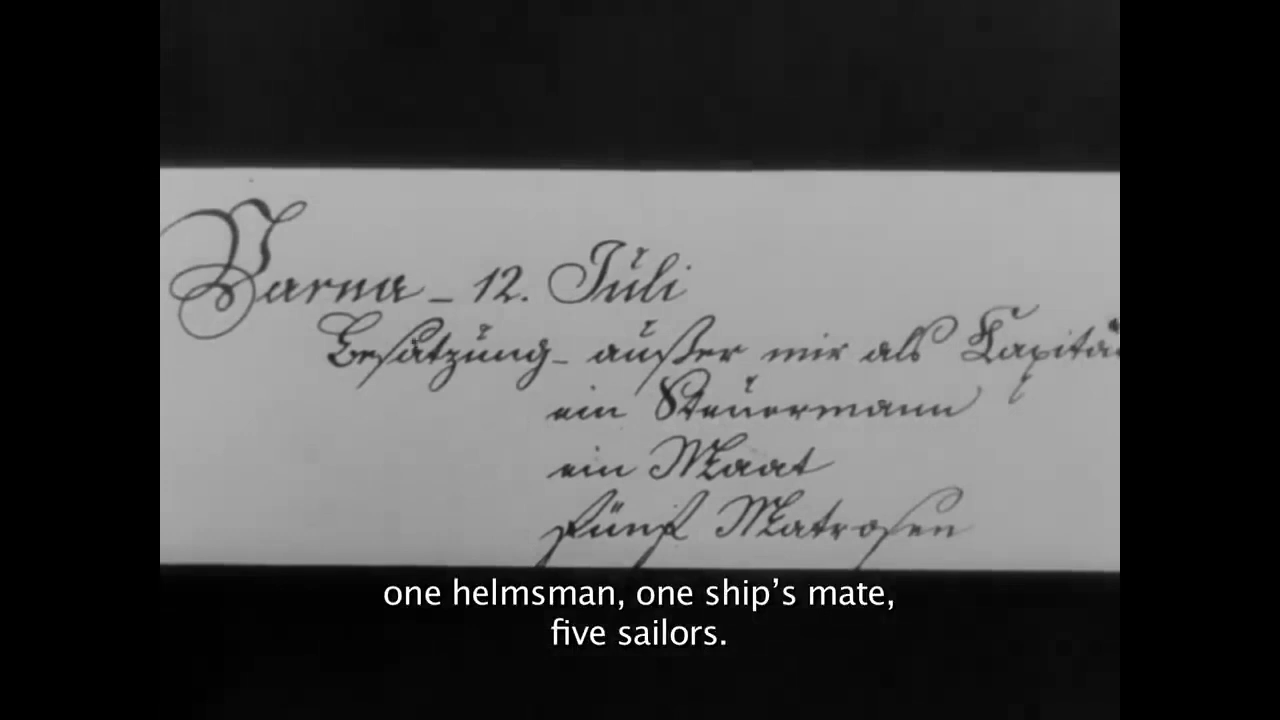 Varna – 12. Juli
Besatzung – außer mir als Kapitä
ein Steuermann
ein Maat
fünf Matrosen
one helmsman, one ship’s mate,
five sailors.